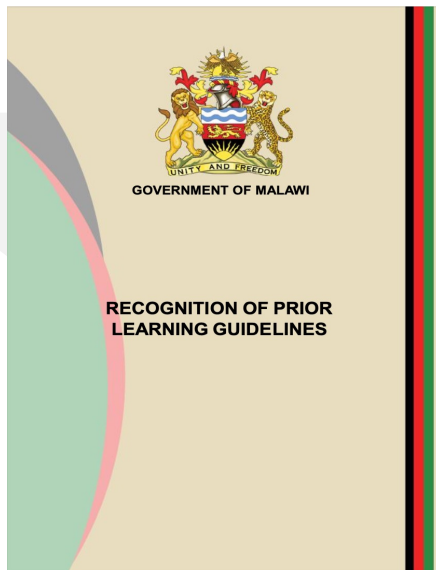 UNITY AND FREEDOM
GOVERNMENT OF MALAWI
RECOGNITION OF PRIOR
LEARNING GUIDELINES